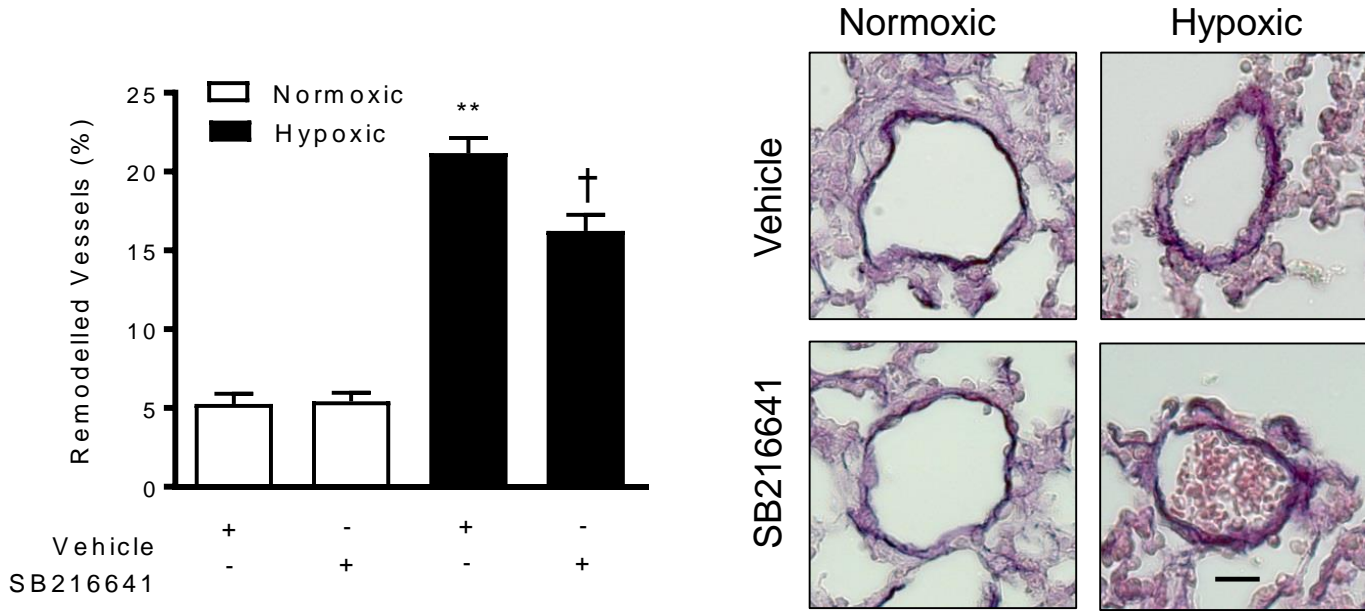 Normoxic Hypoxic
Normoxic
Hypoxic
**
†
25
20
15
10
5
0
Remodelled Vessels (%)
Vehicle
SB216641
+ - + -
Vehicle
- + - +
SB216641